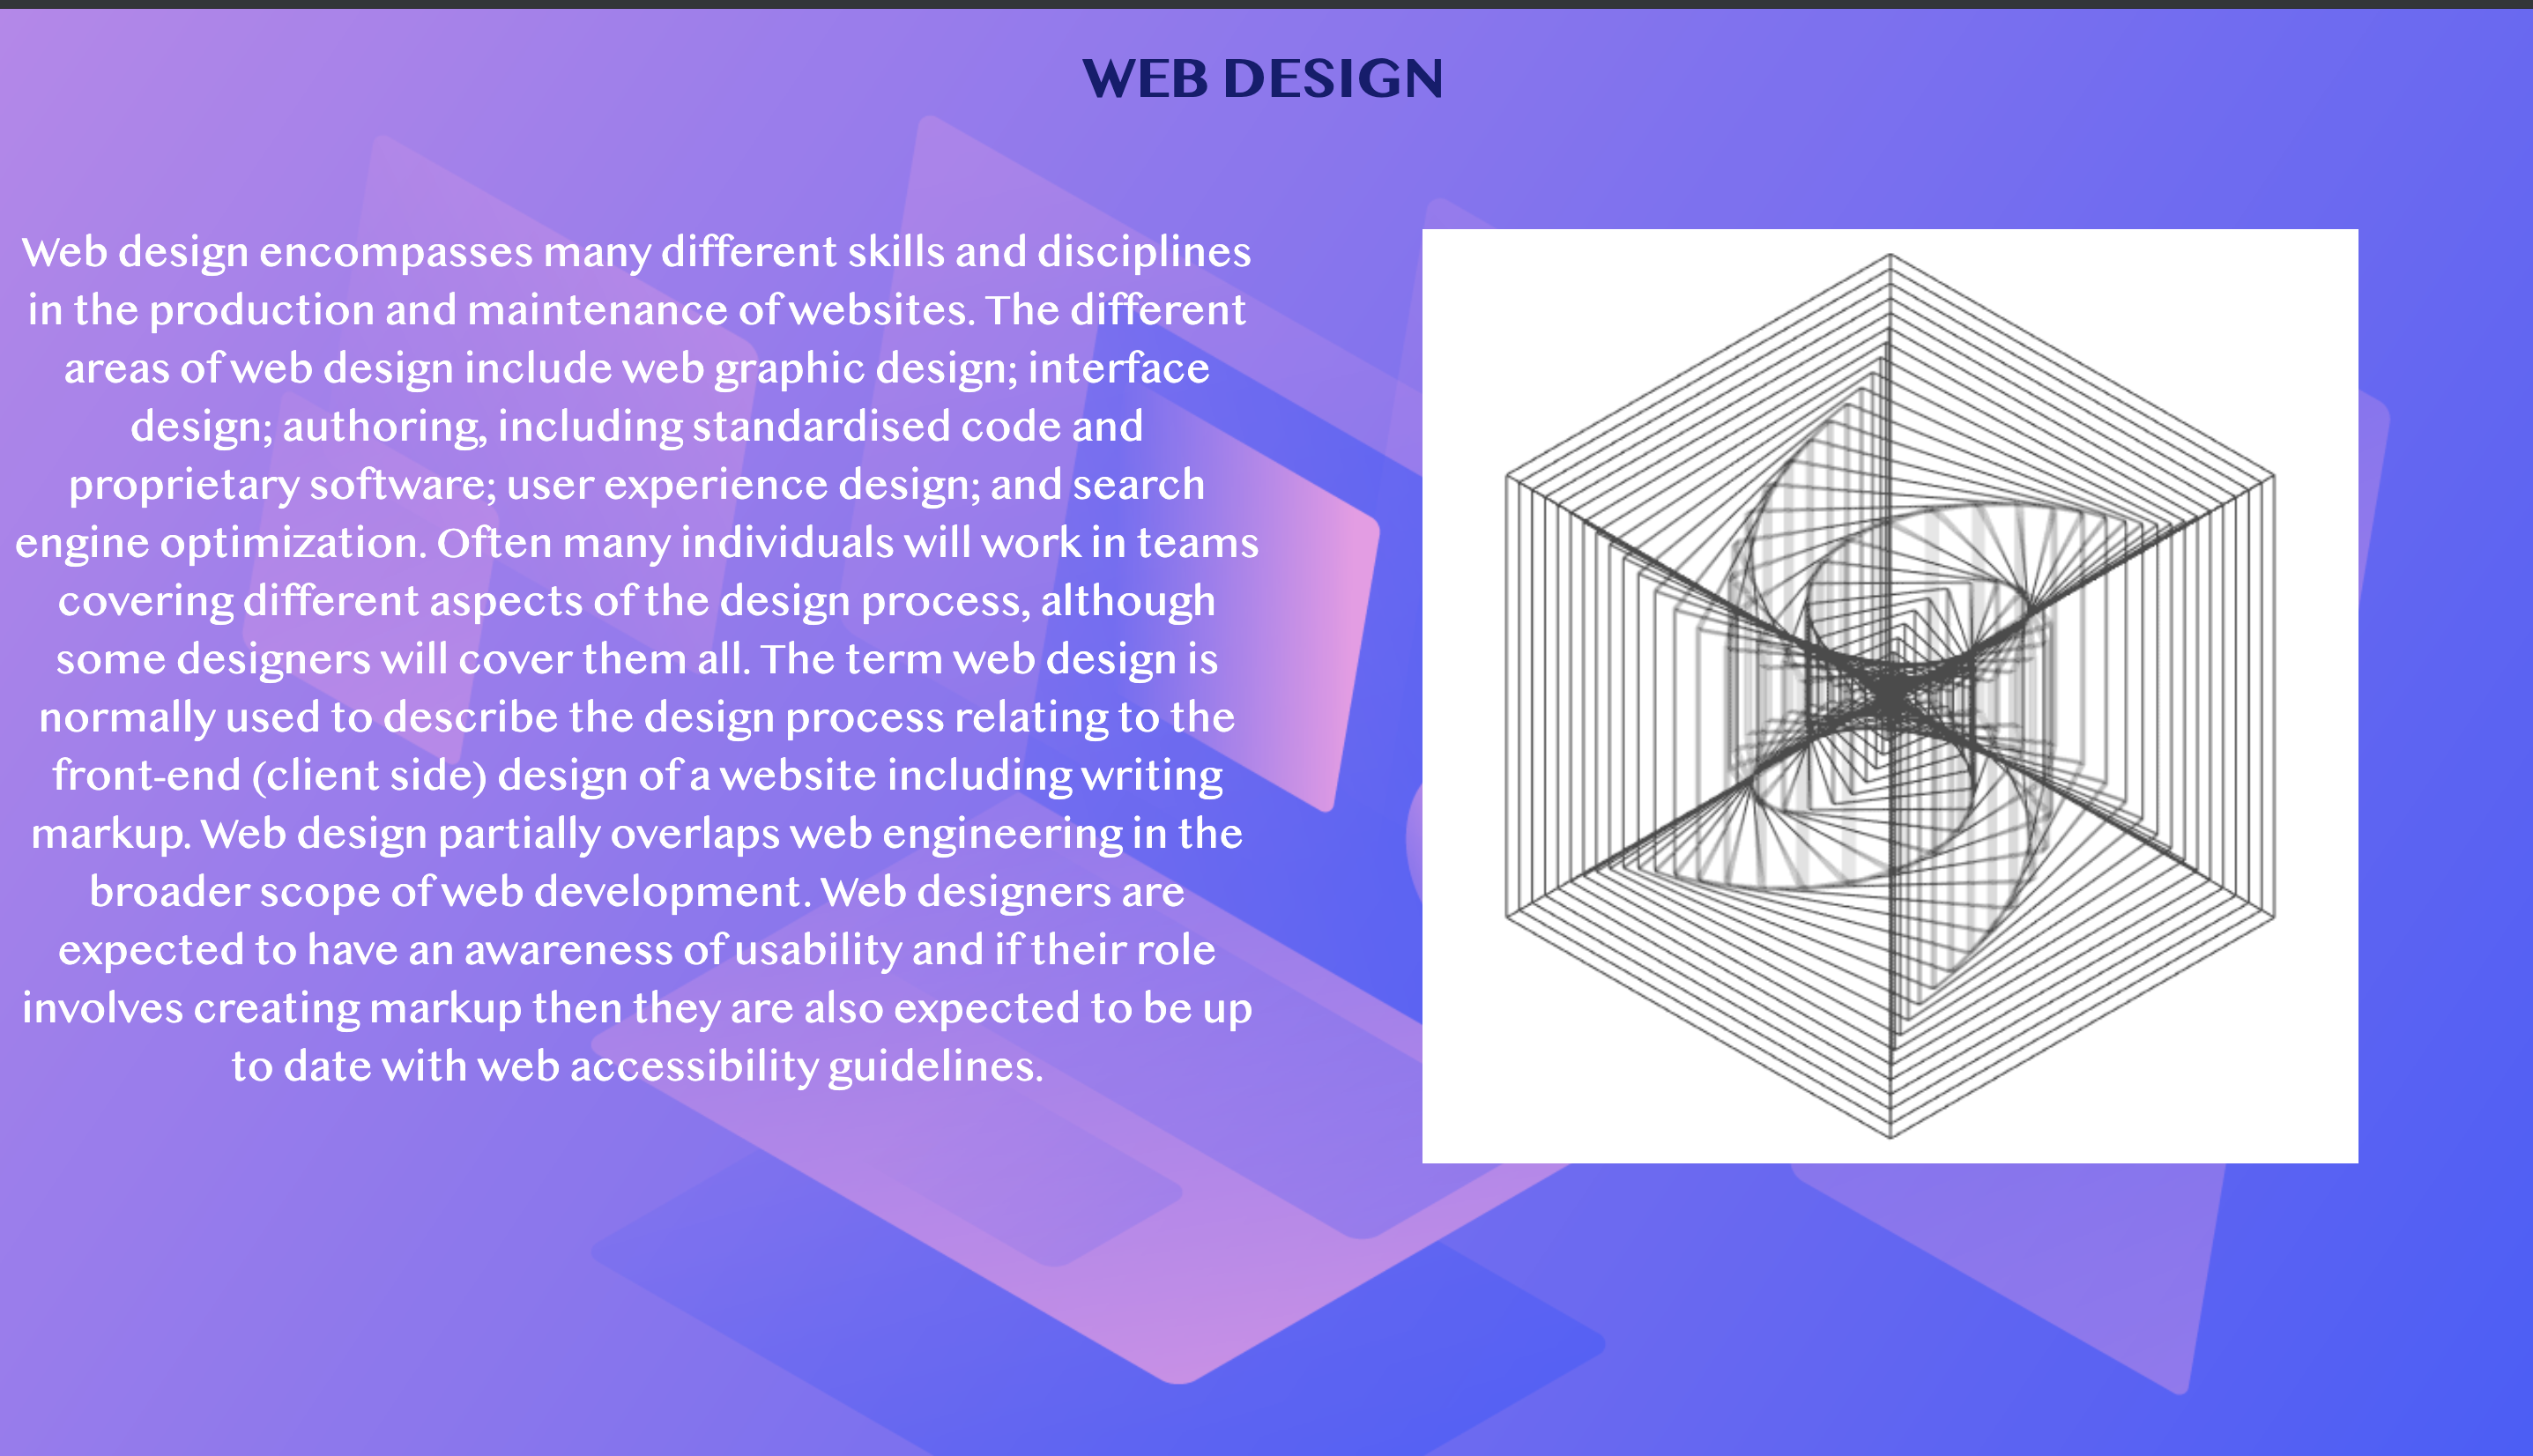 WEB DESIGN
Web design encompasses many different skills and disciplines
in the production and maintenance of websites. The different
areas of web design include web graphic design; interface
design; authoring, including standardised code and
proprietary software; user experience design; and search
engine optimization. Often many individuals will work in teams
covering different aspects of the design process, although
some designers will cover them all. The term web design is
normally used to describe the design process relating to the
front-end (client side) design of a website including writing
markup. Web design partially overlaps web engineering in the
broader scope of web development. Web designers are
expected to have an awareness of usability and if their role
involves creating markup then they are also expected to be up
to date with web accessibility guidelines.